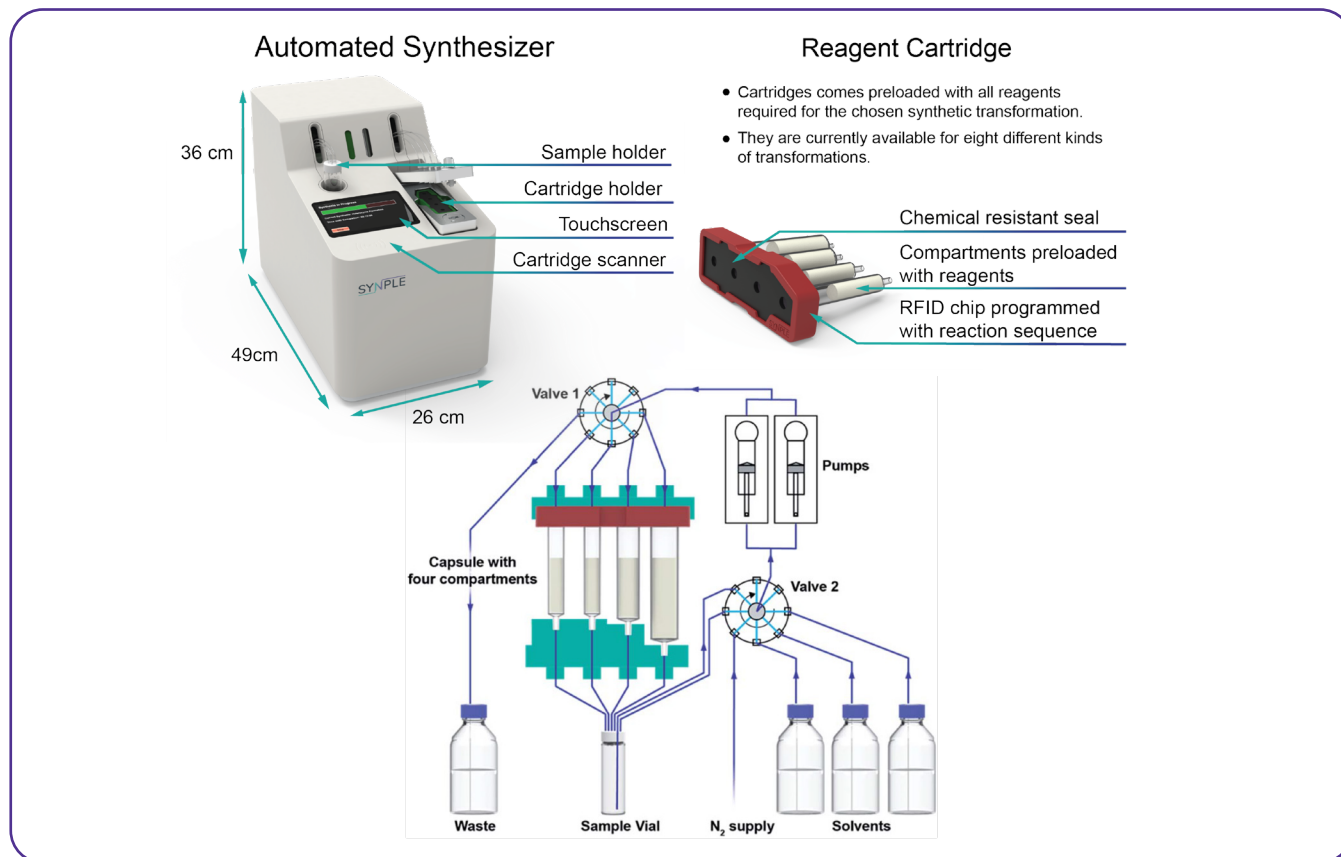 Automated Synthesizer
36 cm
49cm
26 cm
Sample holder
Cartridge holder
Touchscreen
Cartridge scanner
SYNPLE
Reagent Cartridge
• Cartridges comes preloaded with all reagents
required for the chosen synthetic transformation.
• They are currently available for eight different kinds
of transformations.
Chemical resistant seal
Compartments preloaded
with reagents
RFID chip programmed
with reaction sequence
Valve 1
Pumps
Capsule with
four compartments
Valve 2
Waste
Sample Vial
N₂ supply
Solvents